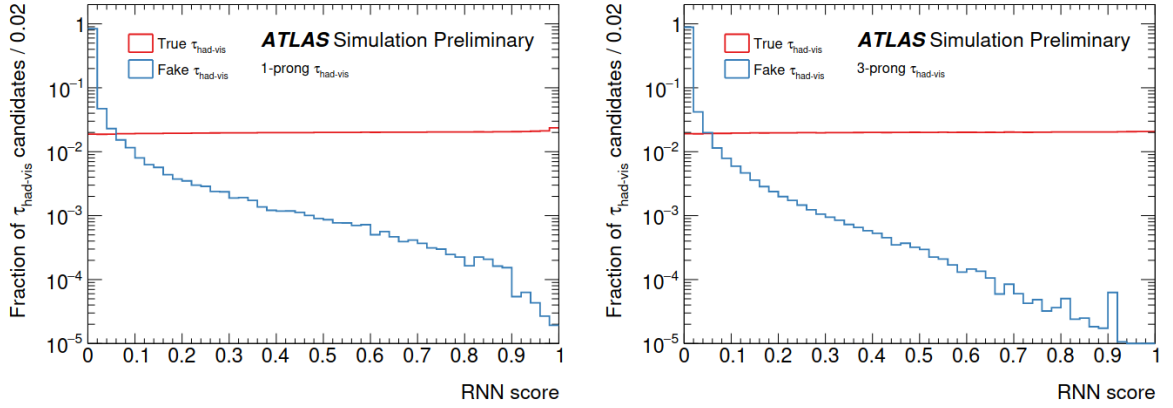 Fraction of τhad-vis candidates / 0.02
1
10−1
10−2
10−3
10−4
10−5
True τhad-vis
Fake τhad-vis
ATLAS Simulation Preliminary
1-prong τhad-vis
0 0.1 0.2 0.3 0.4 0.5 0.6 0.7 0.8 0.9 1
RNN score
Fraction of τhad-vis candidates / 0.02
1
10−1
10−2
10−3
10−4
10−5
True τhad-vis
Fake τhad-vis
ATLAS Simulation Preliminary
3-prong τhad-vis
0 0.1 0.2 0.3 0.4 0.5 0.6 0.7 0.8 0.9 1
RNN score